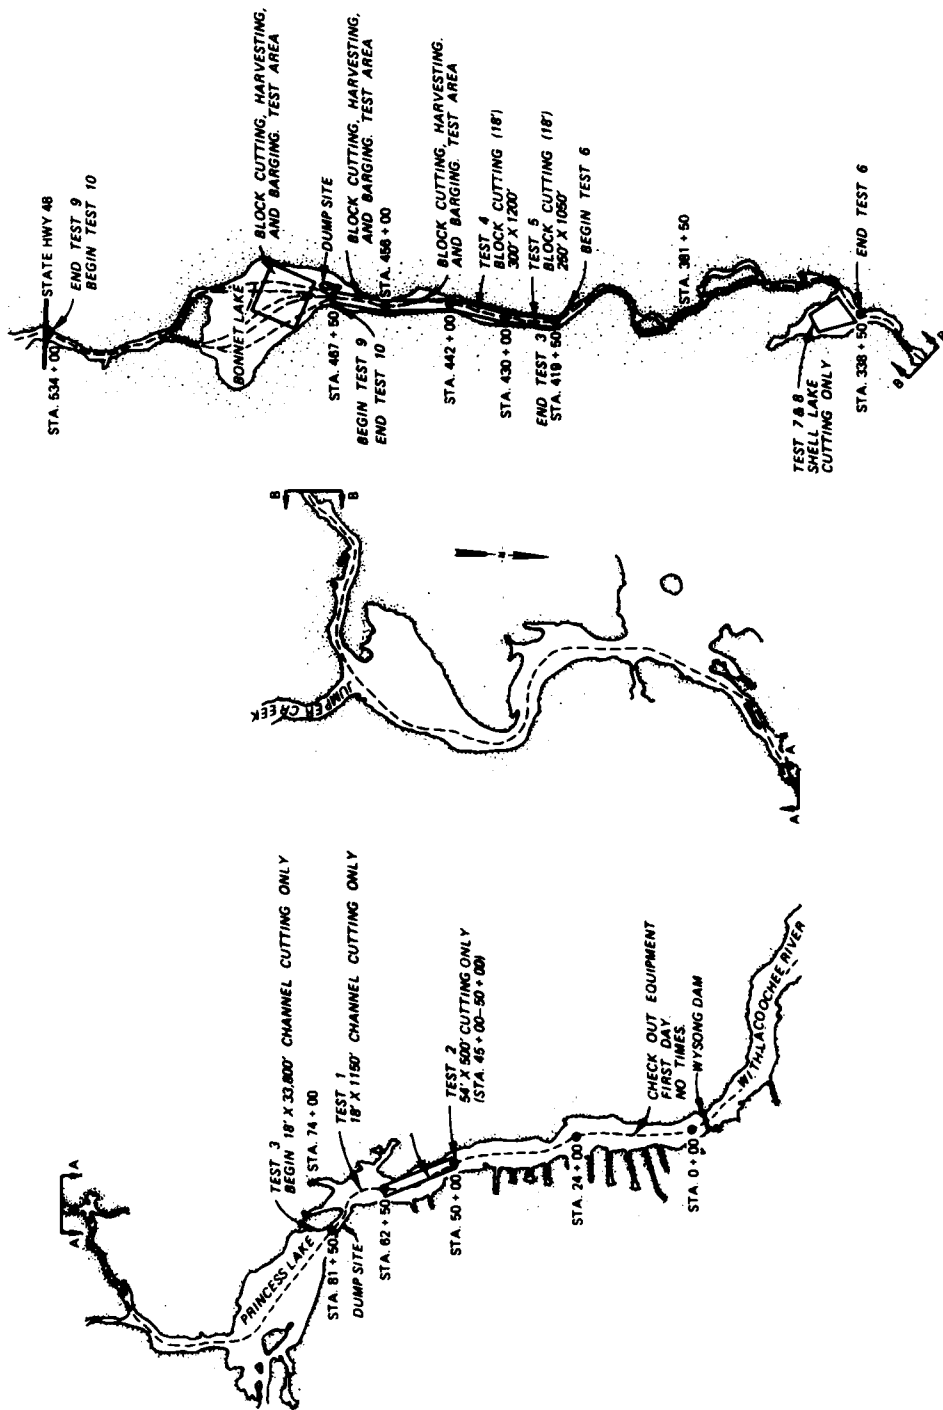 STATE HWY 48
STA. 534 + 00
END TEST 9
BEGIN TEST 10
BONNET LAKE
BLOCK CUTTING, HARVESTING,
AND BARGING. TEST AREA
DUMP SITE
STA. 467 + 50
BEGIN TEST 9
END TEST 10
BLOCK CUTTING, HARVESTING,
AND BARGING. TEST AREA
STA. 456 + 00
BLOCK CUTTING, HARVESTING.
AND BARGING. TEST AREA
STA. 442 + 00
TEST 4
BLOCK CUTTING (18')
300' X 1200'
STA. 430 + 00
TEST 5
BLOCK CUTTING (18')
250' X 1050'
END TEST 3
STA. 419 + 50
BEGIN TEST 6
STA. 381 + 50
TEST 7 & 8
SHELL LAKE
CUTTING ONLY
STA. 338 + 50
END TEST 6
B
B
B
B
JUMPER
CREEK
N
A
A
A
A
TEST 3
BEGIN 18' X 33,800' CHANNEL CUTTING ONLY
STA. 74 + 00
PRINCESS LAKE
STA. 81 + 50
DUMP SITE
TEST 1
18' X 1150' CHANNEL CUTTING ONLY
STA. 62 + 50
TEST 2
54' X 500' CUTTING ONLY
(STA. 45 + 00-50 + 00)
STA. 50 + 00
STA. 24 + 00
CHECK OUT EQUIPMENT
FIRST DAY.
NO TIMES.
STA. 0 + 00
WYSONG DAM
WITHLACOOCHEE RIVER